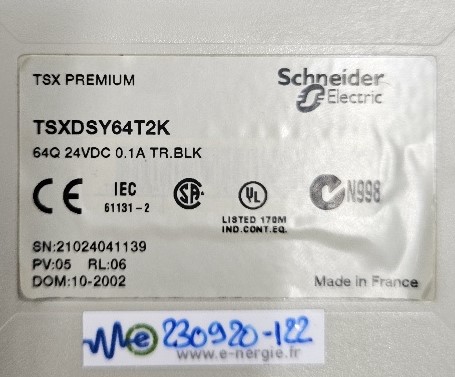 TSX PREMIUM
Schneider
Electric
TSXDSY64T2K
64Q 24VDC 0.1A TR.BLK
CE
IEC
61131-2
SA
UL
LISTED 170M
IND.CONT.EQ.
N998
SN:21024041139
PV:05 RL:06
DOM:10-2002
Made in France
e 230920-122
www.e-nergie.fr